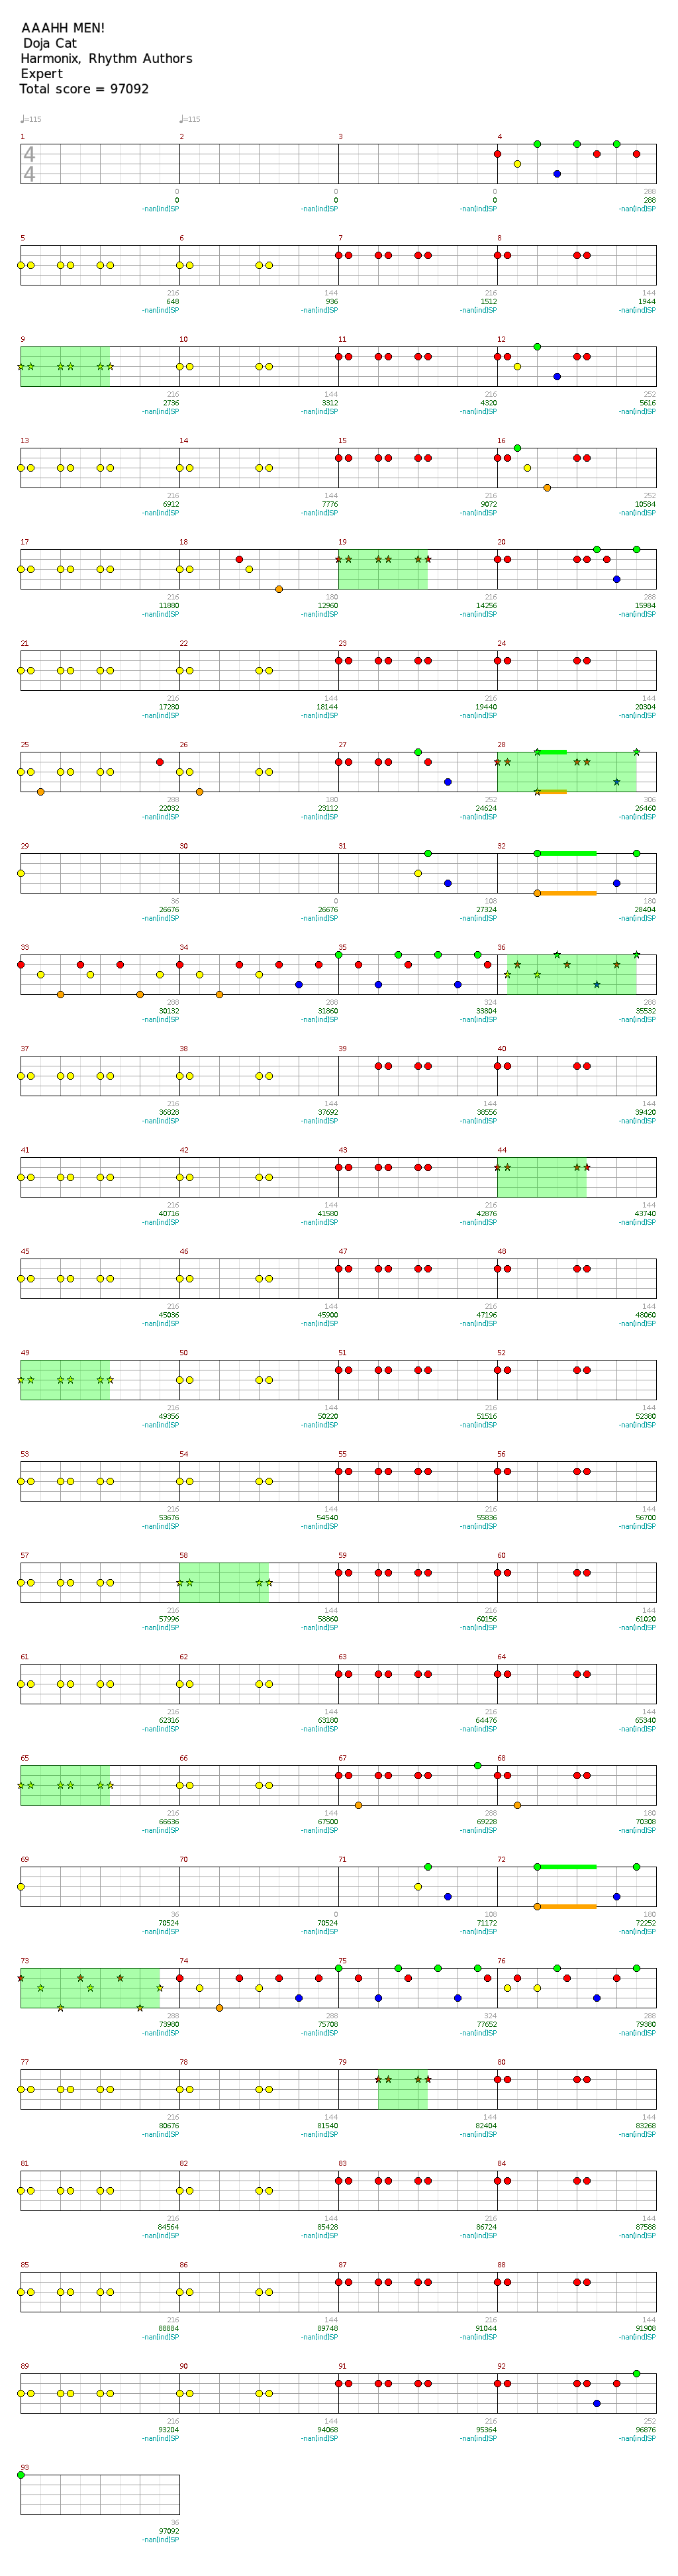 AAAHH MEN!
Doja Cat
Harmonix, Rhythm Authors
Expert
Total score = 97092
♩=115 ♩=115
1 2 3 4
4
4
0 0 0 288
0 0 0 288
-nan(ind)SP -nan(ind)SP -nan(ind)SP -nan(ind)SP
5 6 7 8
216 144 216 144
648 936 1512 1944
-nan(ind)SP -nan(ind)SP -nan(ind)SP -nan(ind)SP
9 10 11 12
216 144 216 252
2736 3312 4320 5616
-nan(ind)SP -nan(ind)SP -nan(ind)SP -nan(ind)SP
13 14 15 16
216 144 216 252
6912 7776 9072 10584
-nan(ind)SP -nan(ind)SP -nan(ind)SP -nan(ind)SP
17 18 19 20
216 180 216 288
11880 12960 14256 15984
-nan(ind)SP -nan(ind)SP -nan(ind)SP -nan(ind)SP
21 22 23 24
216 144 216 144
17280 18144 19440 20304
-nan(ind)SP -nan(ind)SP -nan(ind)SP -nan(ind)SP
25 26 27 28
288 180 252 306
22032 23112 24624 26460
-nan(ind)SP -nan(ind)SP -nan(ind)SP -nan(ind)SP
29 30 31 32
36 0 108 180
26676 26676 27324 28404
-nan(ind)SP -nan(ind)SP -nan(ind)SP -nan(ind)SP
33 34 35 36
288 288 324 288
30132 31860 33804 35532
-nan(ind)SP -nan(ind)SP -nan(ind)SP -nan(ind)SP
37 38 39 40
216 144 144 144
36828 37692 38556 39420
-nan(ind)SP -nan(ind)SP -nan(ind)SP -nan(ind)SP
41 42 43 44
216 144 216 144
40716 41580 42876 43740
-nan(ind)SP -nan(ind)SP -nan(ind)SP -nan(ind)SP
45 46 47 48
216 144 216 144
45036 45900 47196 48060
-nan(ind)SP -nan(ind)SP -nan(ind)SP -nan(ind)SP
49 50 51 52
216 144 216 144
49356 50220 51516 52380
-nan(ind)SP -nan(ind)SP -nan(ind)SP -nan(ind)SP
53 54 55 56
216 144 216 144
53676 54540 55836 56700
-nan(ind)SP -nan(ind)SP -nan(ind)SP -nan(ind)SP
57 58 59 60
216 144 216 144
57996 58860 60156 61020
-nan(ind)SP -nan(ind)SP -nan(ind)SP -nan(ind)SP
61 62 63 64
216 144 216 144
62316 63180 64476 65340
-nan(ind)SP -nan(ind)SP -nan(ind)SP -nan(ind)SP
65 66 67 68
216 144 288 180
66636 67500 69228 70308
-nan(ind)SP -nan(ind)SP -nan(ind)SP -nan(ind)SP
69 70 71 72
36 0 108 180
70524 70524 71172 72252
-nan(ind)SP -nan(ind)SP -nan(ind)SP -nan(ind)SP
73 74 75 76
288 288 324 288
73980 75708 77652 79380
-nan(ind)SP -nan(ind)SP -nan(ind)SP -nan(ind)SP
77 78 79 80
216 144 144 144
80676 81540 82404 83268
-nan(ind)SP -nan(ind)SP -nan(ind)SP -nan(ind)SP
81 82 83 84
216 144 216 144
84564 85428 86724 87588
-nan(ind)SP -nan(ind)SP -nan(ind)SP -nan(ind)SP
85 86 87 88
216 144 216 144
88884 89748 91044 91908
-nan(ind)SP -nan(ind)SP -nan(ind)SP -nan(ind)SP
89 90 91 92
216 144 216 252
93204 94068 95364 96876
-nan(ind)SP -nan(ind)SP -nan(ind)SP -nan(ind)SP
93
36
97092
-nan(ind)SP